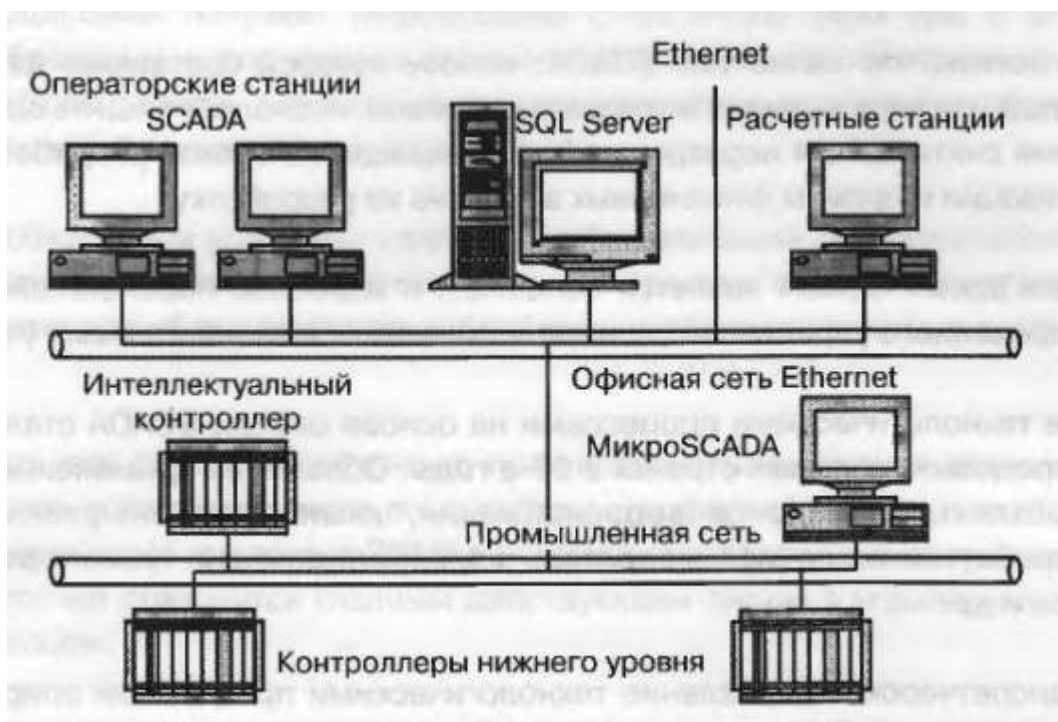 Ethernet
Операторские станции
SCADA
SQL Server
Расчетные станции
Интеллектуальный
контроллер
Офисная сеть Ethernet
МикроSCADA
Промышленная сеть
Контроллеры нижнего уровня